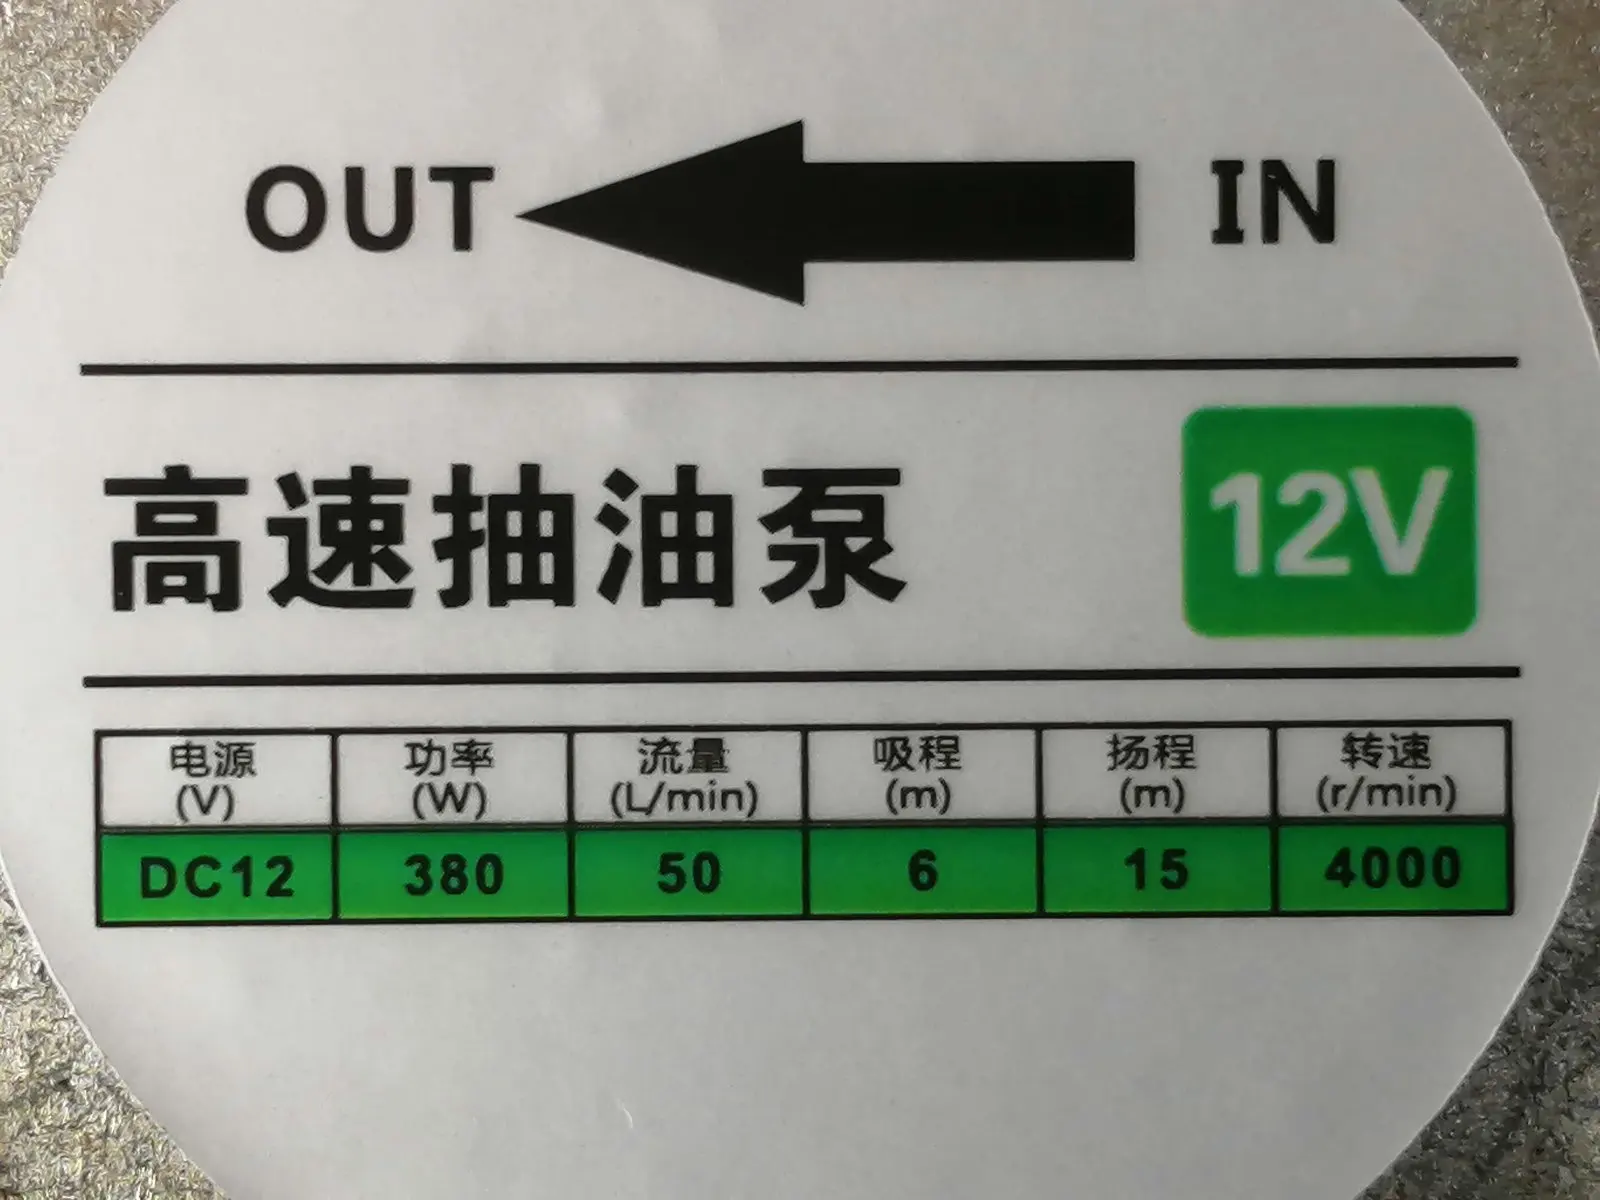 OUT IN
高速抽油泵 12V
电源 功率 流量 吸程 扬程 转速
(V) (W) (L/min) (m) (m) (r/min)
DC12 380 50 6 15 4000